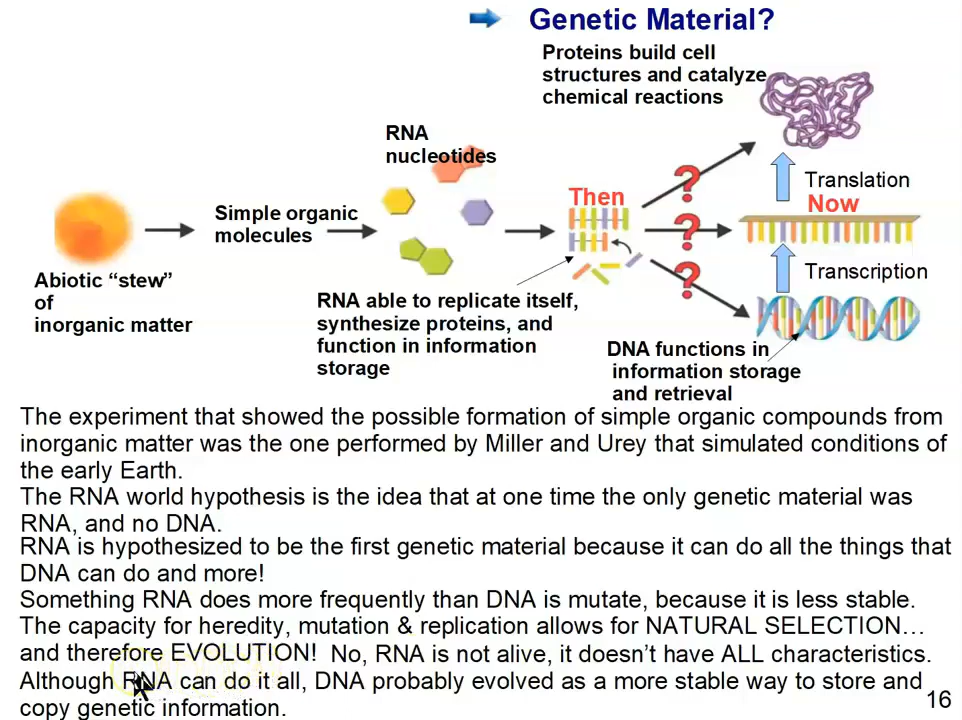 Genetic Material?
Proteins build cell
structures and catalyze
chemical reactions
RNA
nucleotides
Simple organic
molecules
Then
?
?
?
Translation
Now
Transcription
Abiotic “stew”
of
inorganic matter
RNA able to replicate itself,
synthesize proteins, and
function in information
storage
DNA functions in
information storage
and retrieval
The experiment that showed the possible formation of simple organic compounds from
inorganic matter was the one performed by Miller and Urey that simulated conditions of
the early Earth.
The RNA world hypothesis is the idea that at one time the only genetic material was
RNA, and no DNA.
RNA is hypothesized to be the first genetic material because it can do all the things that
DNA can do and more!
Something RNA does more frequently than DNA is mutate, because it is less stable.
The capacity for heredity, mutation & replication allows for NATURAL SELECTION…
and therefore EVOLUTION! No, RNA is not alive, it doesn’t have ALL characteristics.
Although RNA can do it all, DNA probably evolved as a more stable way to store and
copy genetic information.
16